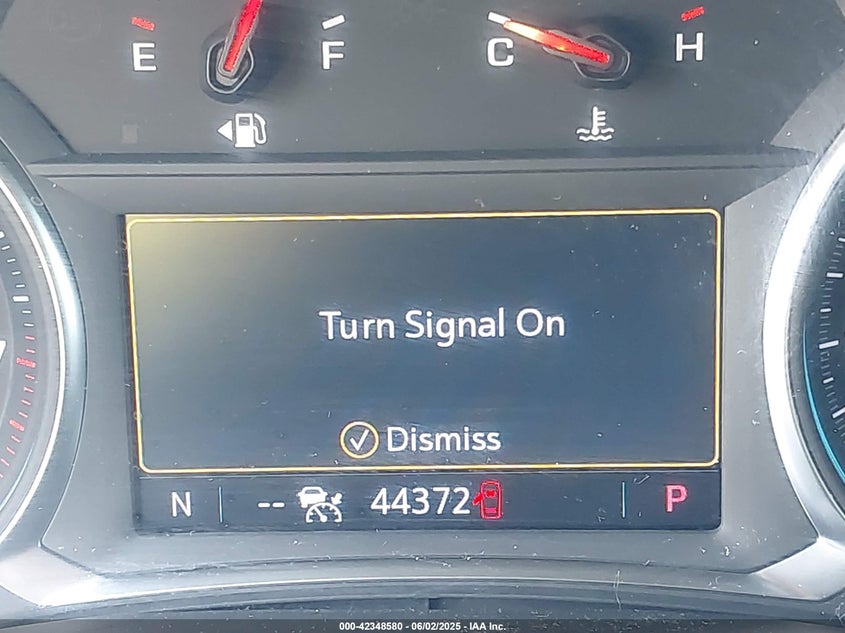 E F C H
Turn Signal On
Dismiss
N -- 44372 P
000-42348580 - 06/02/2025 - IAA Inc.